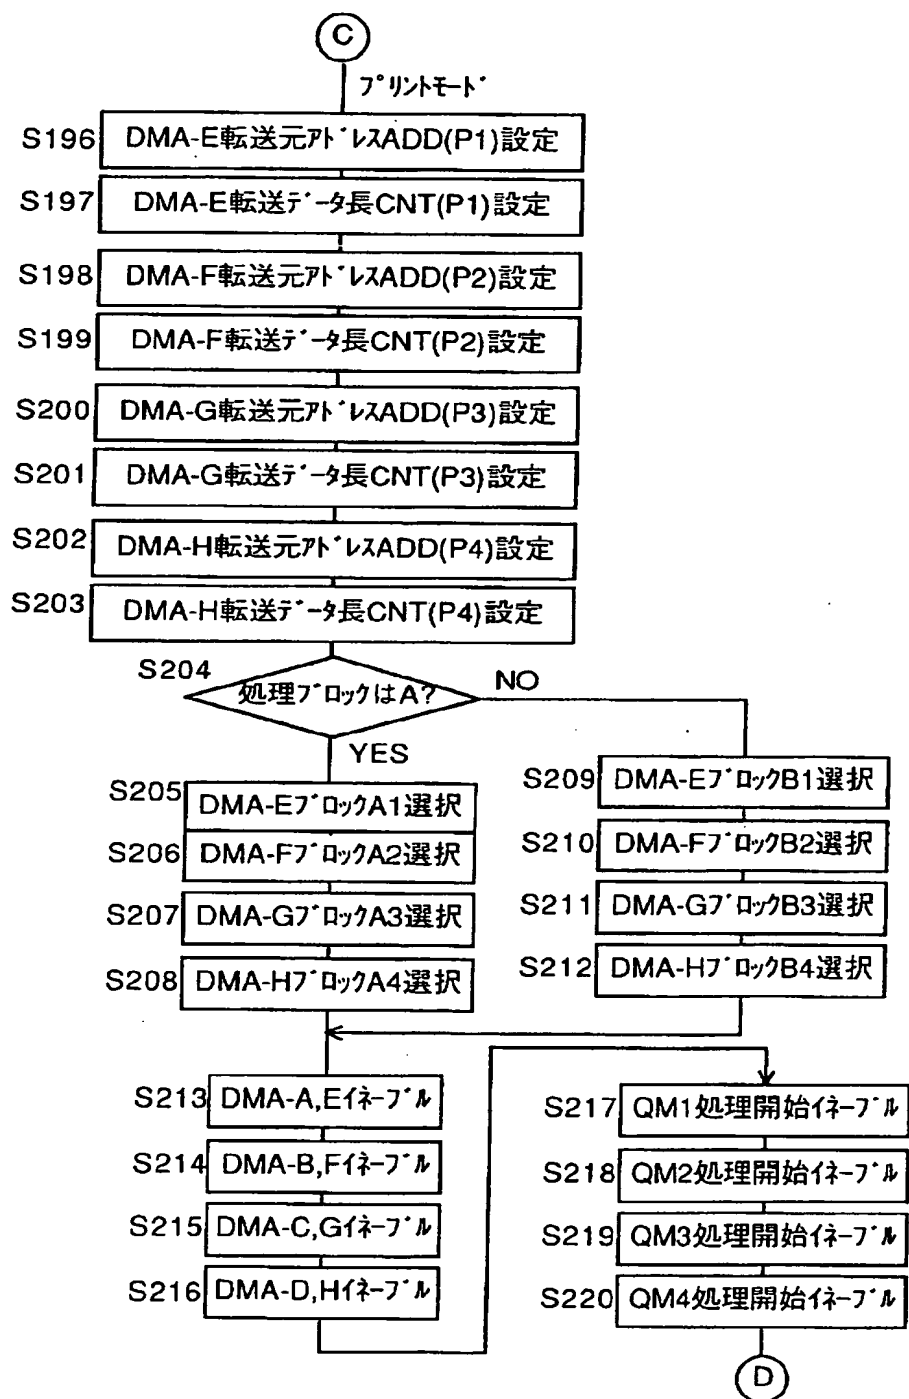 C
プリントモード
S196 DMA-E転送元アドレスADD(P1)設定
S197 DMA-E転送データ長CNT(P1)設定
S198 DMA-F転送元アドレスADD(P2)設定
S199 DMA-F転送データ長CNT(P2)設定
S200 DMA-G転送元アドレスADD(P3)設定
S201 DMA-G転送データ長CNT(P3)設定
S202 DMA-H転送元アドレスADD(P4)設定
S203 DMA-H転送データ長CNT(P4)設定
S204 処理ブロックはA?
NO
YES
S205 DMA-EブロックA1選択
S206 DMA-FブロックA2選択
S207 DMA-GブロックA3選択
S208 DMA-HブロックA4選択
S209 DMA-EブロックB1選択
S210 DMA-FブロックB2選択
S211 DMA-GブロックB3選択
S212 DMA-HブロックB4選択
S213 DMA-A,Eイネーブル
S214 DMA-B,Fイネーブル
S215 DMA-C,Gイネーブル
S216 DMA-D,Hイネーブル
S217 QM1処理開始イネーブル
S218 QM2処理開始イネーブル
S219 QM3処理開始イネーブル
S220 QM4処理開始イネーブル
D